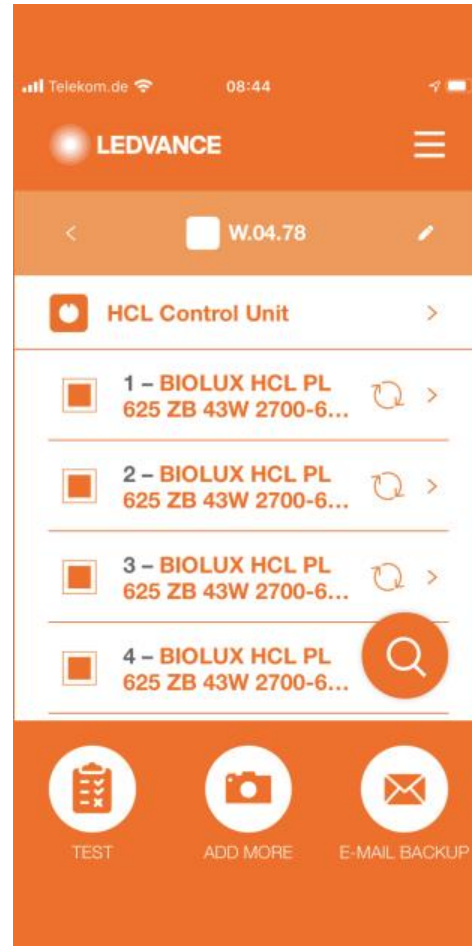 Telekom.de 08:44
LEDVANCE
W.04.78
HCL Control Unit
1 – BIOLUX HCL PL
625 ZB 43W 2700-6...
2 – BIOLUX HCL PL
625 ZB 43W 2700-6...
3 – BIOLUX HCL PL
625 ZB 43W 2700-6...
4 – BIOLUX HCL PL
625 ZB 43W 2700-6...
TEST ADD MORE E-MAIL BACKUP